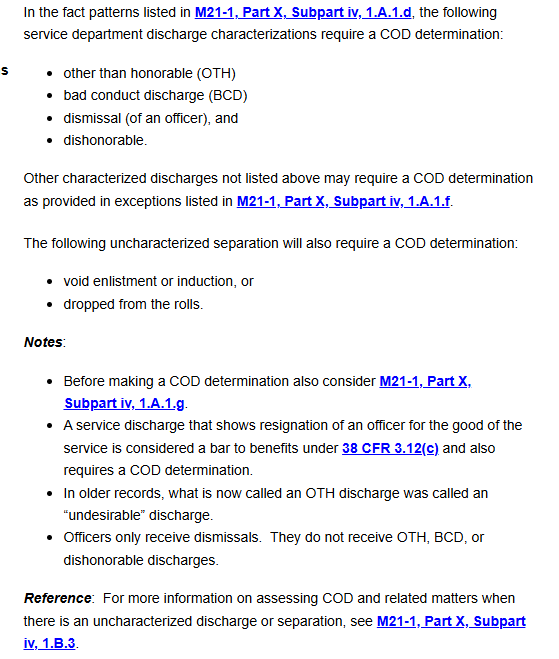 In the fact patterns listed in M21-1, Part X, Subpart iv, 1.A.1.d, the following
service department discharge characterizations require a COD determination:
s
• other than honorable (OTH)
• bad conduct discharge (BCD)
• dismissal (of an officer), and
• dishonorable.
Other characterized discharges not listed above may require a COD determination
as provided in exceptions listed in M21-1, Part X, Subpart iv, 1.A.1.f.
The following uncharacterized separation will also require a COD determination:
• void enlistment or induction, or
• dropped from the rolls.
Notes:
• Before making a COD determination also consider M21-1, Part X,
Subpart iv, 1.A.1.g.
• A service discharge that shows resignation of an officer for the good of the
service is considered a bar to benefits under 38 CFR 3.12(c) and also
requires a COD determination.
• In older records, what is now called an OTH discharge was called an
“undesirable” discharge.
• Officers only receive dismissals.  They do not receive OTH, BCD, or
dishonorable discharges.
Reference:  For more information on assessing COD and related matters when
there is an uncharacterized discharge or separation, see M21-1, Part X, Subpart
iv, 1.B.3.